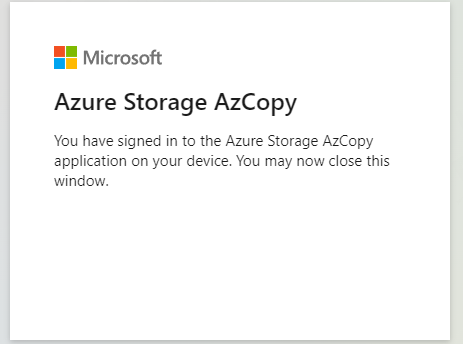 Microsoft
Azure Storage AzCopy
You have signed in to the Azure Storage AzCopy
application on your device. You may now close this
window.